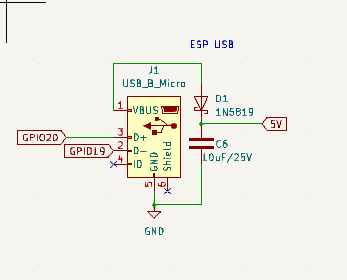 ESP USB
J1
USB_B_Micro
1
VBUS
D1
1N5819
5V
GPIO20
3
D+
GPIO19
2
D-
4
ID
C6
10uF/25V
GND
Shield
5
6
GND